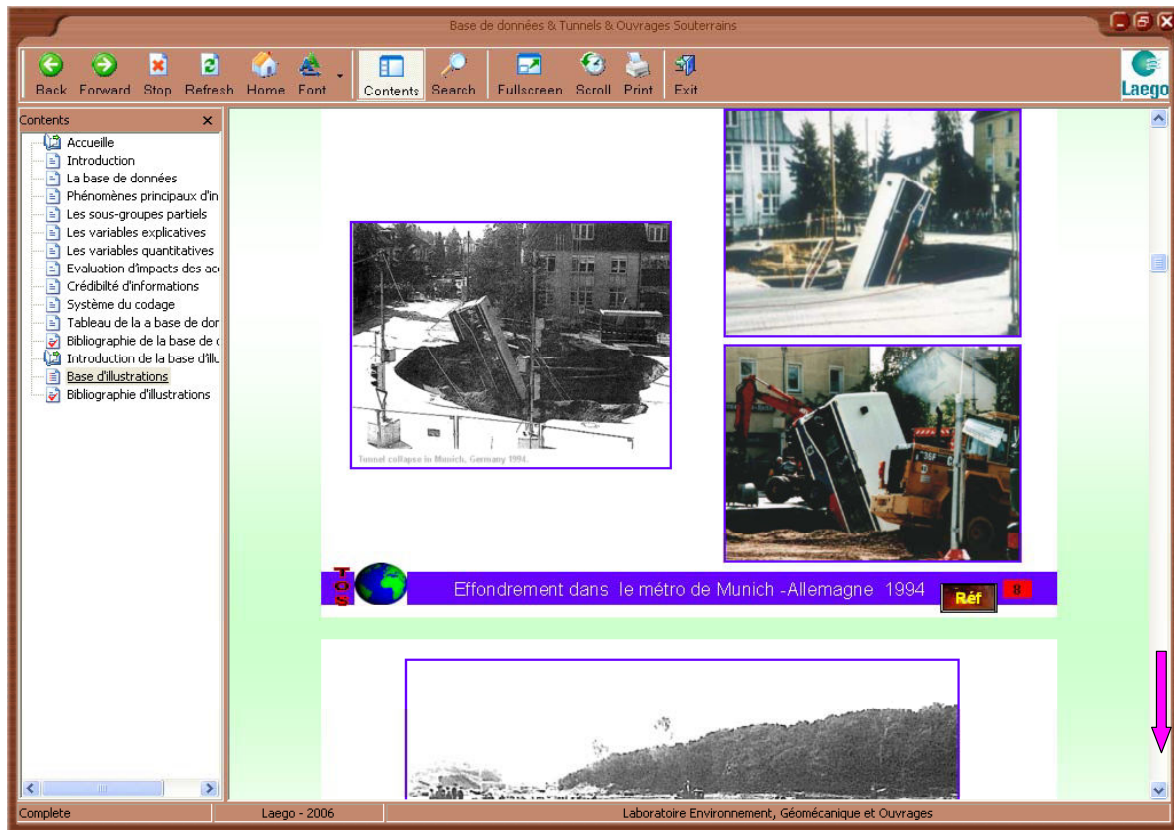 Base de données & Tunnels & Ouvrages Souterrains
Back Forward Stop Refresh Home Font Contents Search Fullscreen Scroll Print Exit
Laego
Contents
Accueille
Introduction
La base de données
Phénomènes principaux d'in
Les sous-groupes partiels
Les variables explicatives
Les variables quantitatives
Evaluation d'impacts des ac
Crédibilté d'informations
Système du codage
Tableau de la a base de dor
Bibliographie de la base de c
Introduction de la base d'illu
Base d'illustrations
Bibliographie d'illustrations
Tunnel collapse in Munich, Germany 1994.
TOS
Effondrement dans le métro de Munich -Allemagne 1994
Réf
8
Complete
Laego - 2006
Laboratoire Environnement, Géomécanique et Ouvrages